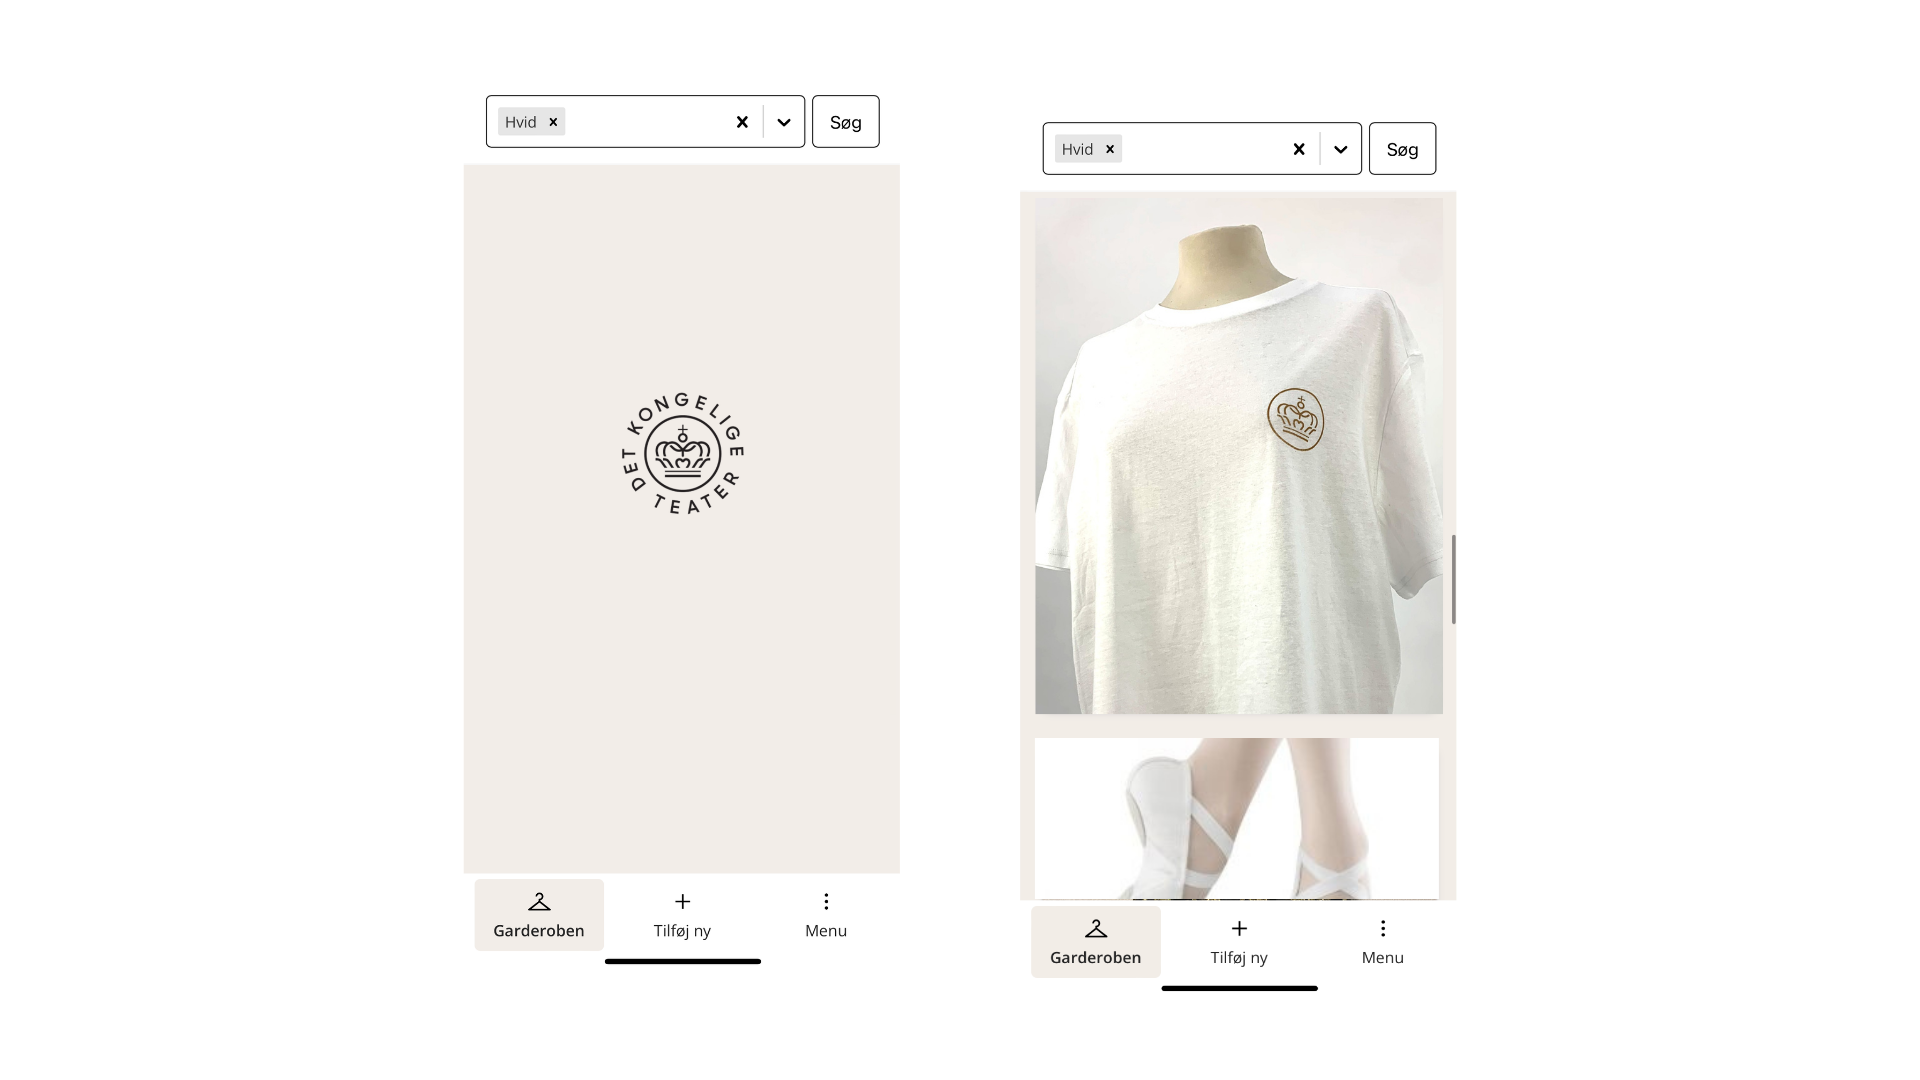 Hvid
Søg
DET KONGELIGE TEATER
Garderoben
Tilføj ny
Menu
Hvid
Søg
Garderoben
Tilføj ny
Menu